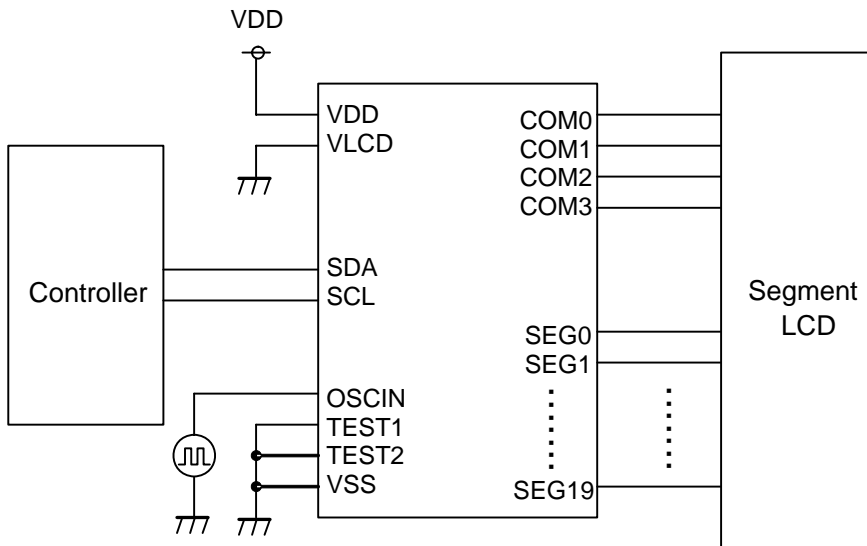 VDD
VDD
VLCD
SDA
SCL
OSCIN
TEST1
TEST2
VSS
COM0
COM1
COM2
COM3
SEG0
SEG1
SEG19
Controller
Segment
LCD